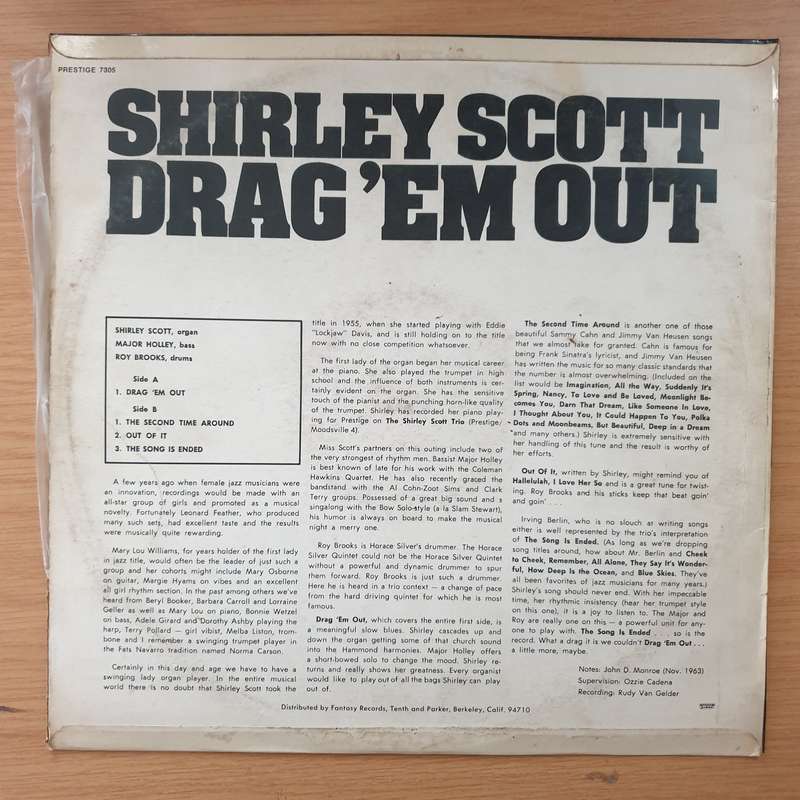 PRESTIGE 7305
SHIRLEY SCOTT
DRAG 'EM OUT
SHIRLEY SCOTT, organ
MAJOR HOLLEY, bass
ROY BROOKS, drums
Side A
1. DRAG 'EM OUT
Side B
1. THE SECOND TIME AROUND
2. OUT OF IT
3. THE SONG IS ENDED
A few years ago when female jazz musicians were
an innovation, recordings would be made with an
all-star group of girls and promoted as a musical
novelty. Fortunately Leonard Feather, who produced
many such sets, had excellent taste and the results
were musically quite rewarding.
Mary Lou Williams, for years holder of the first lady
in jazz title, would often be the leader of just such a
group and her cohorts might include Mary Osborne
on guitar, Margie Hyams on vibes and an excellent
all girl rhythm section. In the past among others we've
heard from Beryl Booker, Barbara Carroll and Lorraine
Geller as well as Mary Lou on piano, Bonnie Wetzel
on bass, Adele Girard and Dorothy Ashby playing the
harp, Terry Pollard — girl vibist, Melba Liston, trom-
bone and I remember a swinging trumpet player in
the Fats Navarro tradition named Norma Carson.
Certainly in this day and age we have to have a
swinging lady organ player. In the entire musical
world there is no doubt that Shirley Scott took the
title in 1955, when she started playing with Eddie
"Lockjaw" Davis, and is still holding on to the title
now with no close competition whatsoever.
The first lady of the organ began her musical career
at the piano. She also played the trumpet in high
school and the influence of both instruments is cer-
tainly evident on the organ. She has the sensitive
touch of the pianist and the punching horn-like quality
of the trumpet. Shirley has recorded her piano play-
ing for Prestige on The Shirley Scott Trio (Prestige/
Moodsville 4).
Miss Scott's partners on this outing include two of
the very strongest of rhythm men. Bassist Major Holley
is best known of late for his work with the Coleman
Hawkins Quartet. He has also recently graced the
bandstand with the Al Cohn-Zoot Sims and Clark
Terry groups. Possessed of a great big sound and a
singalong with the Bow Solo-style (a la Slam Stewart),
his humor is always on board to make the musical
night a merry one.
Roy Brooks is Horace Silver's drummer. The Horace
Silver Quintet could not be the Horace Silver Quintet
without a powerful and dynamic drummer to spur
them forward. Roy Brooks is just such a drummer.
Here he is heard in a trio context — a change of pace
from the hard driving quintet for which he is most
famous.
Drag 'Em Out, which covers the entire first side, is
a meaningful slow blues. Shirley cascades up and
down the organ getting some of that church sound
into the Hammond harmonies. Major Holley offers
a short-bowed solo to change the mood. Shirley re-
turns and really shows her greatness. Every organist
would like to play out of all the bags Shirley can play
out of.
The Second Time Around is another one of those
beautiful Sammy Cahn and Jimmy Van Heusen songs
that we almost take for granted. Cahn is famous for
being Frank Sinatra's lyricist, and Jimmy Van Heusen
has written the music for so many classic standards that
the number is almost overwhelming. (Included on the
list would be Imagination, All the Way, Suddenly It's
Spring, Nancy, To Love and Be Loved, Moonlight Be-
comes You, Darn That Dream, Like Someone In Love,
I Thought About You, It Could Happen To You, Polka
Dots and Moonbeams, But Beautiful, Deep in a Dream
and many others.) Shirley is extremely sensitive with
her handling of this tune and the result is worthy of
her efforts.
Out Of It, written by Shirley, might remind you of
Hallelujah, I Love Her So and is a great tune for twist-
ing. Roy Brooks and his sticks keep that beat goin'
and goin' . . . .
Irving Berlin, who is no slouch at writing songs
either is well represented by the trio's interpretation
of The Song Is Ended. (As long as we're dropping
song titles around, how about Mr. Berlin and Cheek
to Cheek, Remember, All Alone, They Say It's Wonder-
ful, How Deep Is the Ocean, and Blue Skies. They've
all been favorites of jazz musicians for many years.)
Shirley's song should never end. With her impeccable
time, her rhythmic insistency (hear her trumpet style
on this one), it is a joy to listen to. The Major and
Roy are really one on this — a powerful unit for any-
one to play with. The Song Is Ended . . . . so is the
record. What a drag it is we couldn't Drag 'Em Out . . .
a little more, maybe.
Notes: John D. Monroe (Nov. 1963)
Supervision: Ozzie Cadena
Recording: Rudy Van Gelder
Distributed by Fantasy Records, Tenth and Parker, Berkeley, Calif. 94710